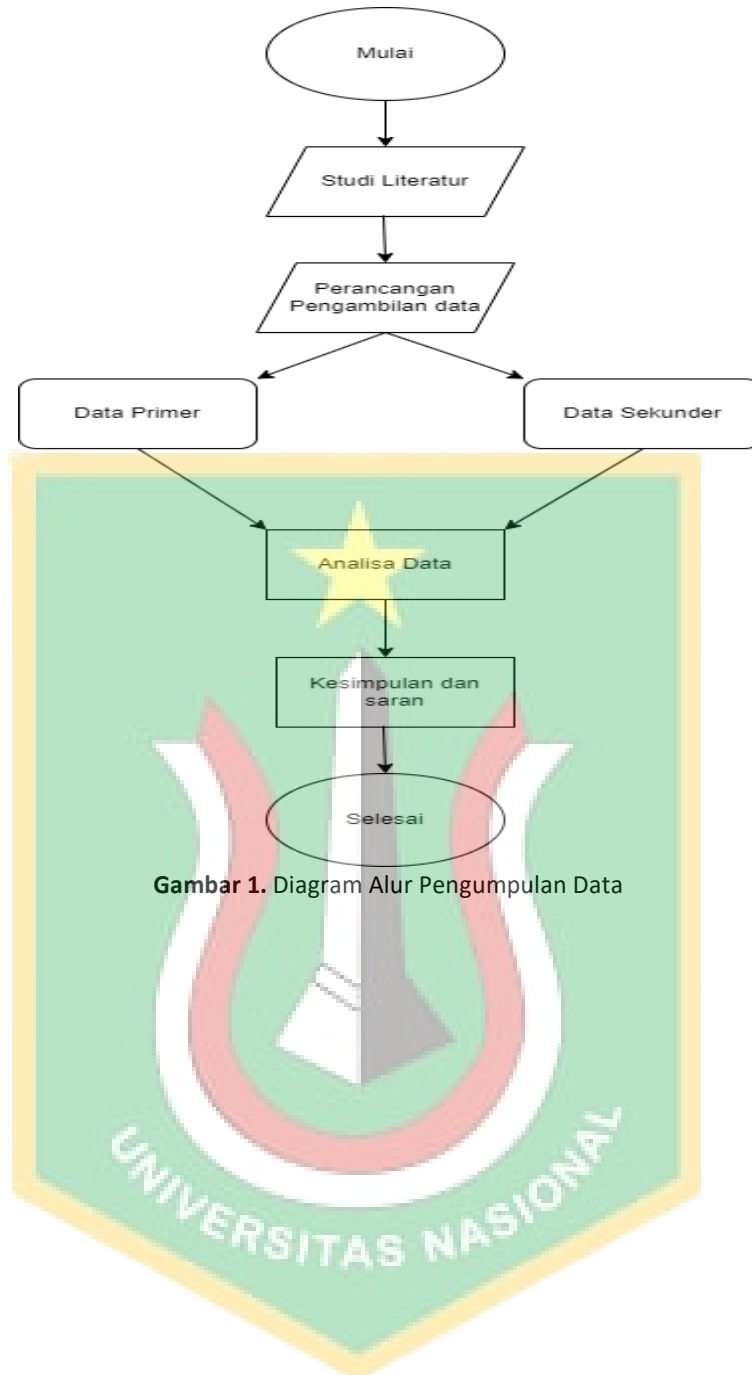 Mulai
Studi Literatur
Perancangan
Pengambilan data
Data Primer
Data Sekunder
Analisa Data
Kesimpulan dan
saran
Selesai
Gambar 1. Diagram Alur Pengumpulan Data
UNIVERSITAS NASIONAL